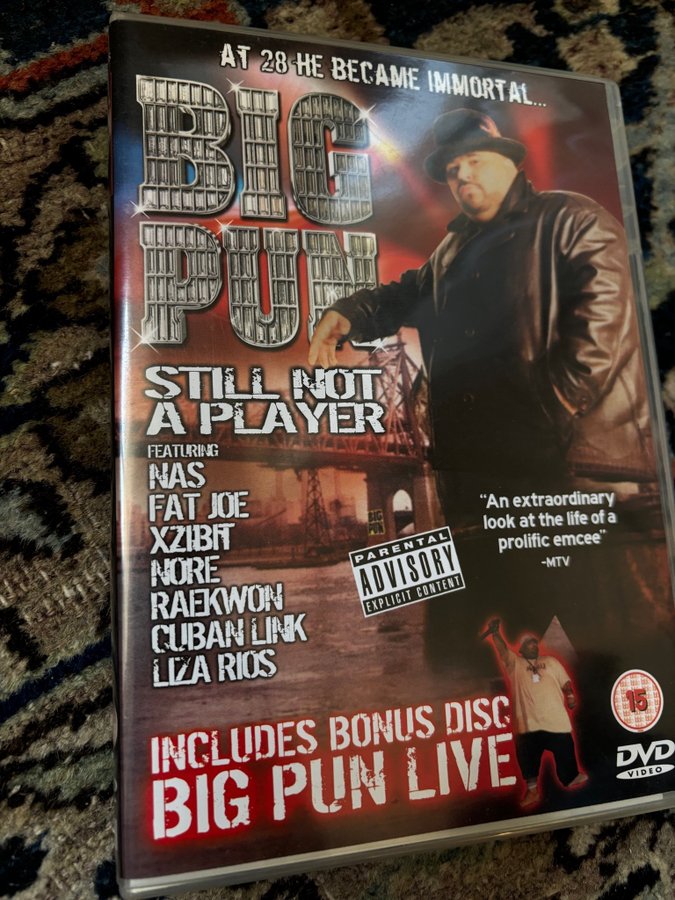 AT 28 HE BECAME IMMORTAL...
BIG
PUN
STILL NOT
A PLAYER
FEATURING
NAS
FAT JOE
XZIBIT
NORE
RAEKWON
CUBAN LINK
LIZA RIOS
BIG
PUN
"An extraordinary
look at the life of a
prolific emcee"
-MTV
PARENTAL
ADVISORY
EXPLICIT CONTENT
INCLUDES BONUS DISC
BIG PUN LIVE
15
DVD
VIDEO